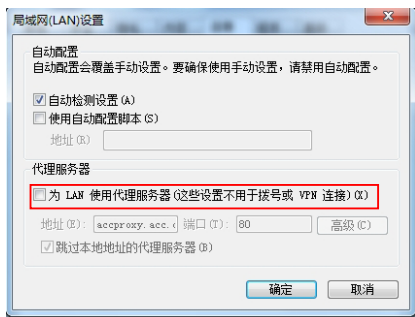 局域网(LAN)设置
自动配置
自动配置会覆盖手动设置。要确保使用手动设置，请禁用自动配置。
自动检测设置(A)
使用自动配置脚本(S)
地址(R)
代理服务器
为 LAN 使用代理服务器(这些设置不用于拨号或 VPN 连接)(X)
地址(E): accproxy.acc. 端口(T): 80 高级(C)
跳过本地地址的代理服务器(B)
确定 取消